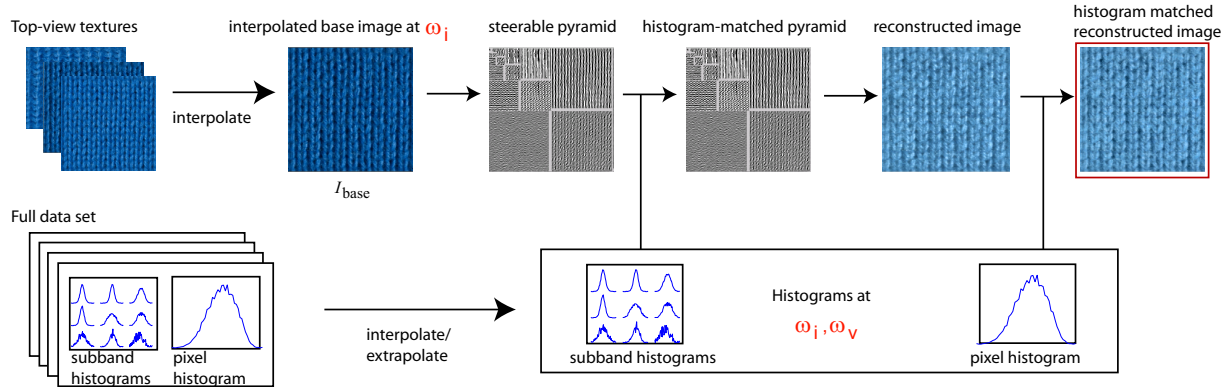 Top-view textures
interpolate
interpolated base image at ωi
Ibase
steerable pyramid
histogram-matched pyramid
reconstructed image
histogram matched
reconstructed image
Full data set
subband
histograms
pixel
histogram
interpolate/
extrapolate
subband histograms
Histograms at
ωi,ωv
pixel histogram